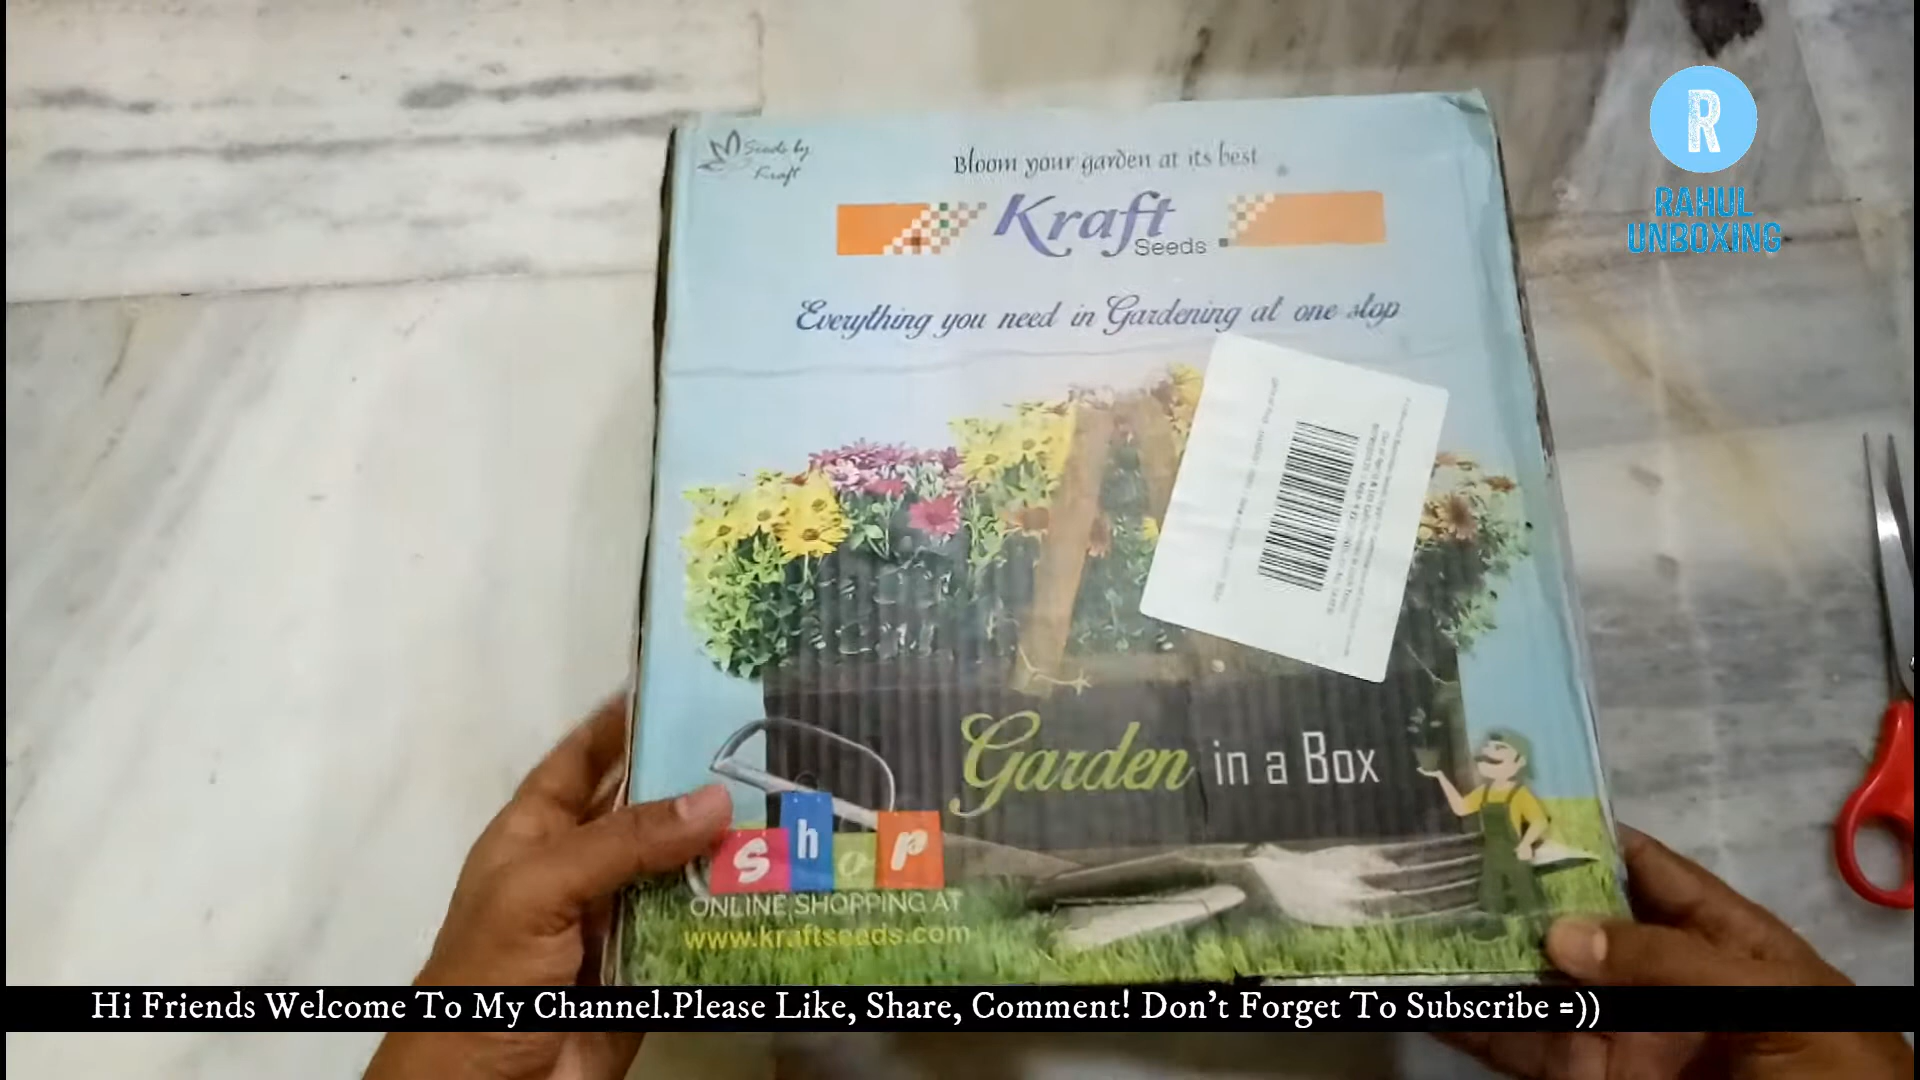 Seeds by
Kraft
Bloom your garden at its best
Kraft
Seeds
Everything you need in Gardening at one stop
R
RAHUL
UNBOXING
Garden in a Box
shop
ONLINE SHOPPING AT
www.kraftseeds.com
Hi Friends Welcome To My Channel.Please Like, Share, Comment! Don't Forget To Subscribe =))